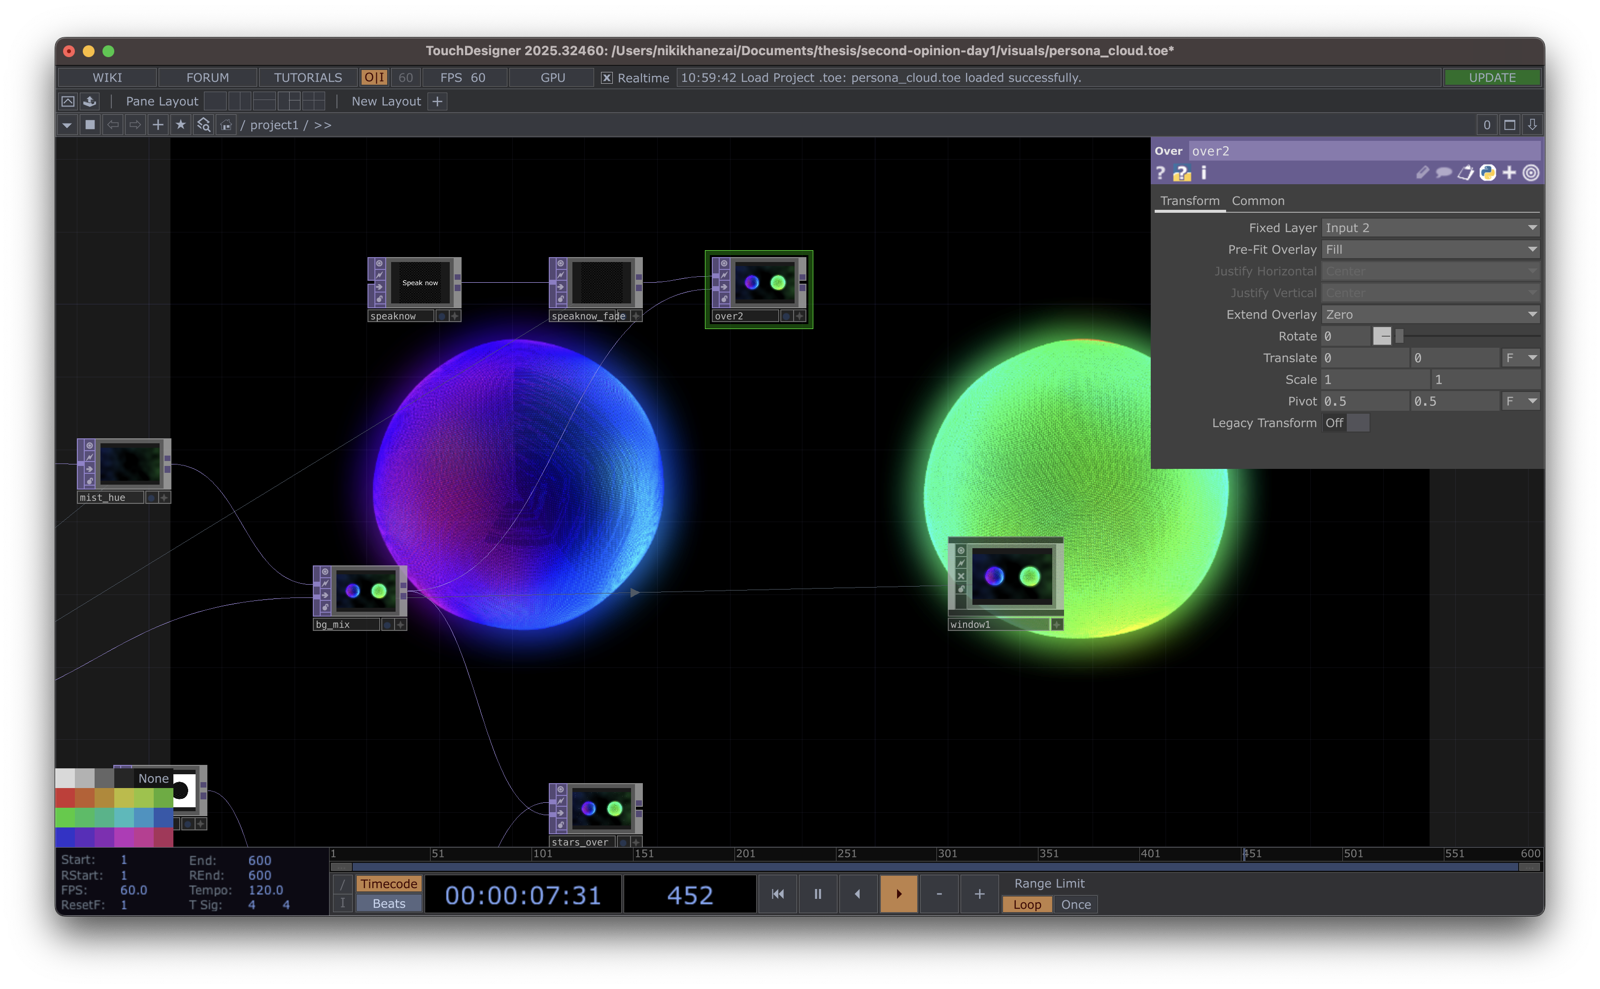 TouchDesigner 2025.32460: /Users/nikikhanezai/Documents/thesis/second-opinion-day1/visuals/persona_cloud.toe*
WIKI FORUM TUTORIALS O|I 60 FPS 60 GPU Realtime 10:59:42 Load Project .toe: persona_cloud.toe loaded successfully. UPDATE
Pane Layout New Layout +
/ project1 / >> 0
Over over2
? ? i
Transform Common
Fixed Layer Input 2
Pre-Fit Overlay Fill
Justify Horizontal Center
Justify Vertical Center
Extend Overlay Zero
Rotate 0
Translate 0 0 F
Scale 1 1
Pivot 0.5 0.5 F
Legacy Transform Off
Speak now
speaknow
speaknow_fade
over2
mist_hue
bg_mix
window1
None
stars_over
Start: 1 End: 600
RStart: 1 REnd: 600
FPS: 60.0 Tempo: 120.0
ResetF: 1 T Sig: 4 4
1 51 101 151 201 251 301 351 401 451 501 551 600
Timecode
Beats
00:00:07:31
452
- +
Range Limit
Loop Once